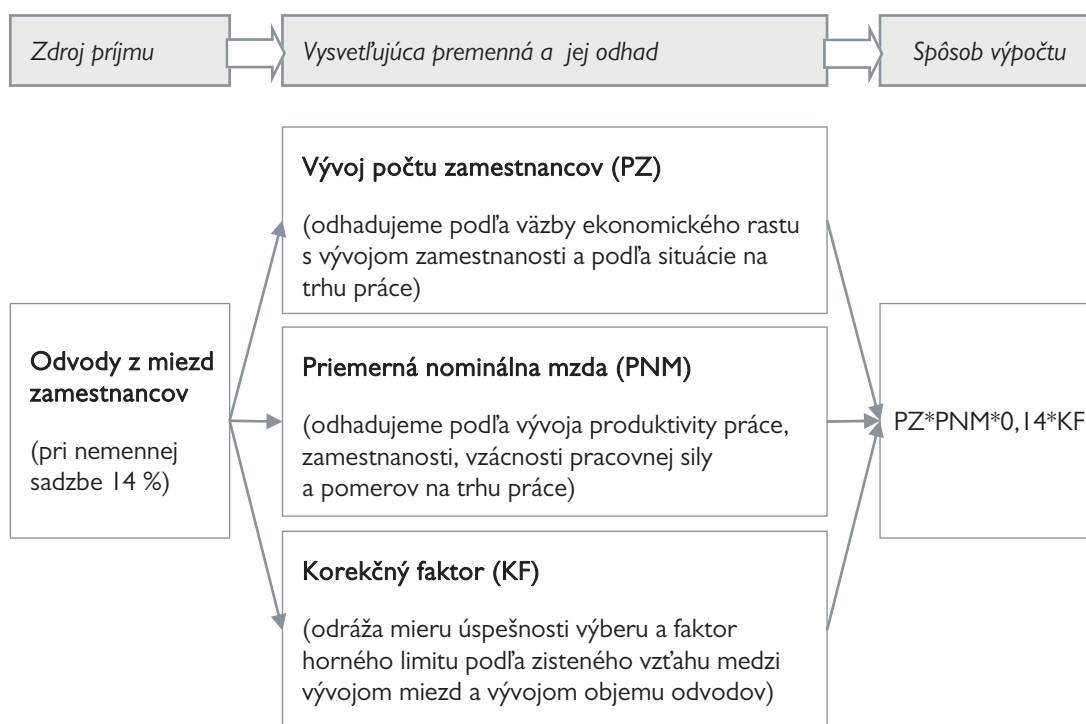 Zdroj príjmu
Vysvetľujúca premenná a jej odhad
Spôsob výpočtu
Odvody z miezd
zamestnancov
(pri nemennej
sadzbe 14 %)
Vývoj počtu zamestnancov (PZ)
(odhadujeme podľa väzby ekonomického rastu
s vývojom zamestnanosti a podľa situácie na
trhu práce)
Priemerná nominálna mzda (PNM)
(odhadujeme podľa vývoja produktivity práce,
zamestnanosti, vzácnosti pracovnej sily
a pomerov na trhu práce)
Korekčný faktor (KF)
(odráža mieru úspešnosti výberu a faktor
horného limitu podľa zisteného vzťahu medzi
vývojom miezd a vývojom objemu odvodov)
PZ*PNM*0,14*KF